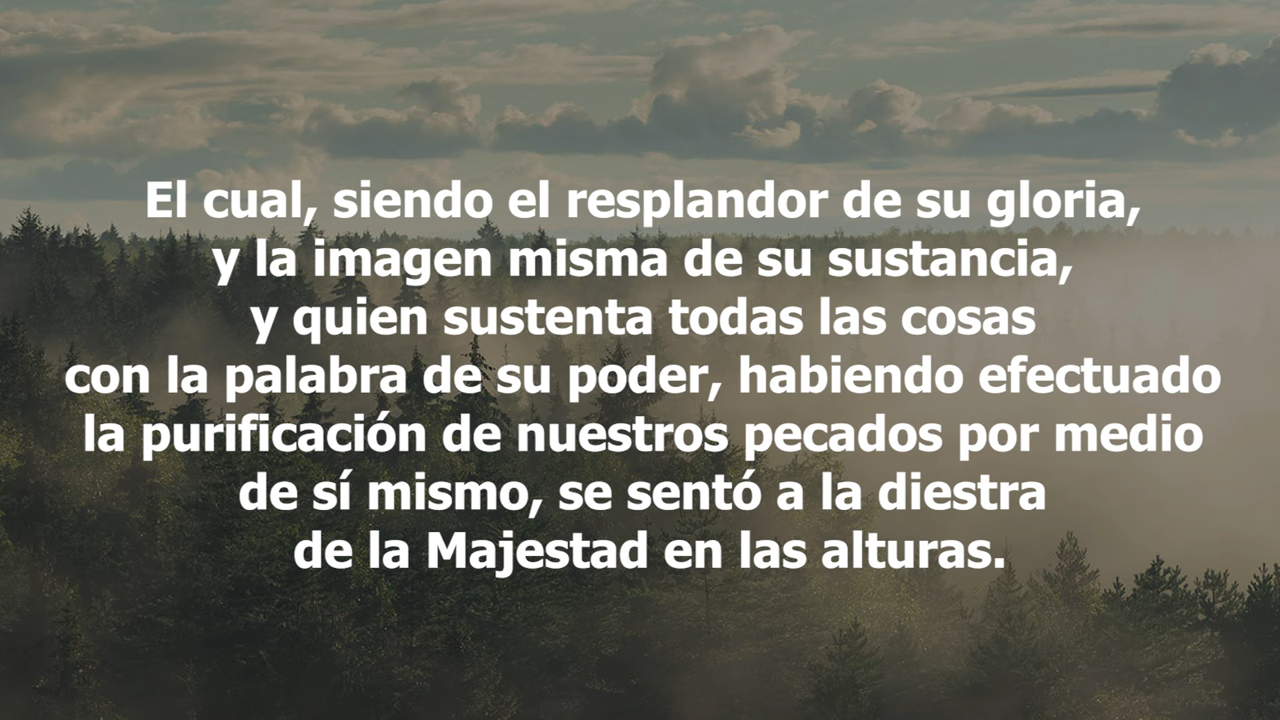 El cual, siendo el resplandor de su gloria,
y la imagen misma de su sustancia,
y quien sustenta todas las cosas
con la palabra de su poder, habiendo efectuado
la purificación de nuestros pecados por medio
de sí mismo, se sentó a la diestra
de la Majestad en las alturas.